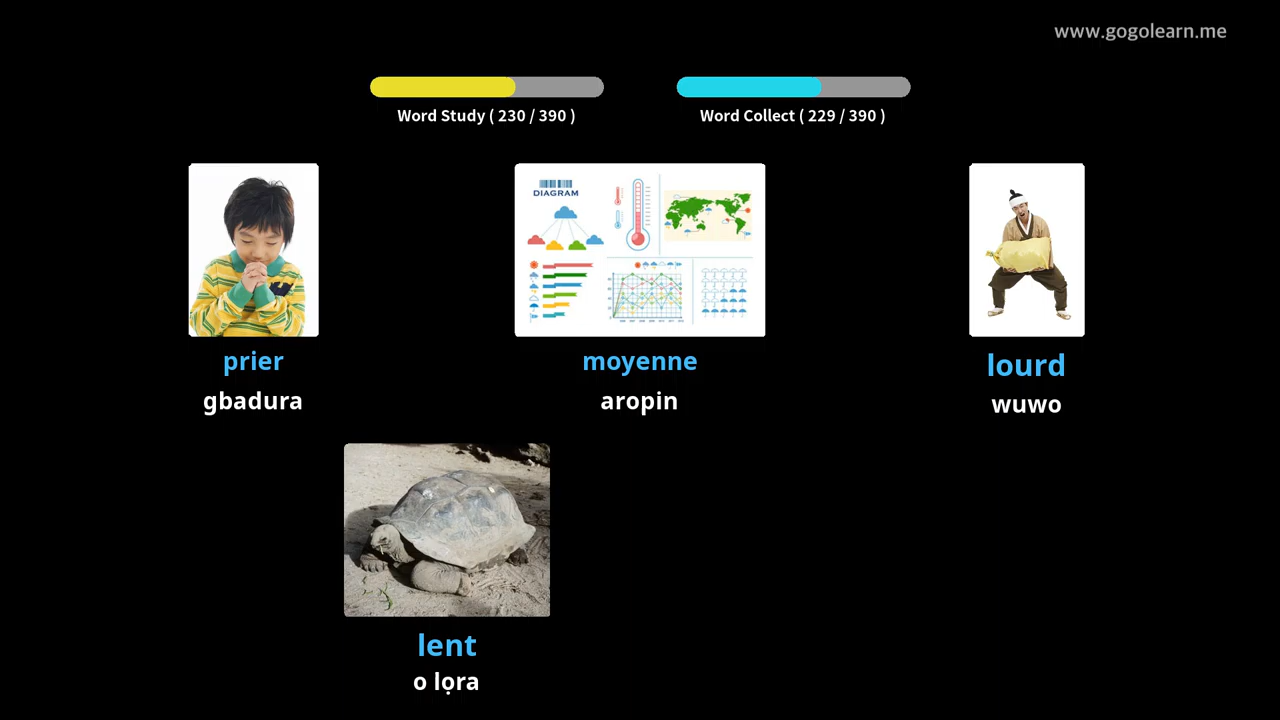 www.gogolearn.me
Word Study ( 230 / 390 )
Word Collect ( 229 / 390 )
DIAGRAM
prier
moyenne
lourd
gbadura
aropin
wuwo
lent
o lọra